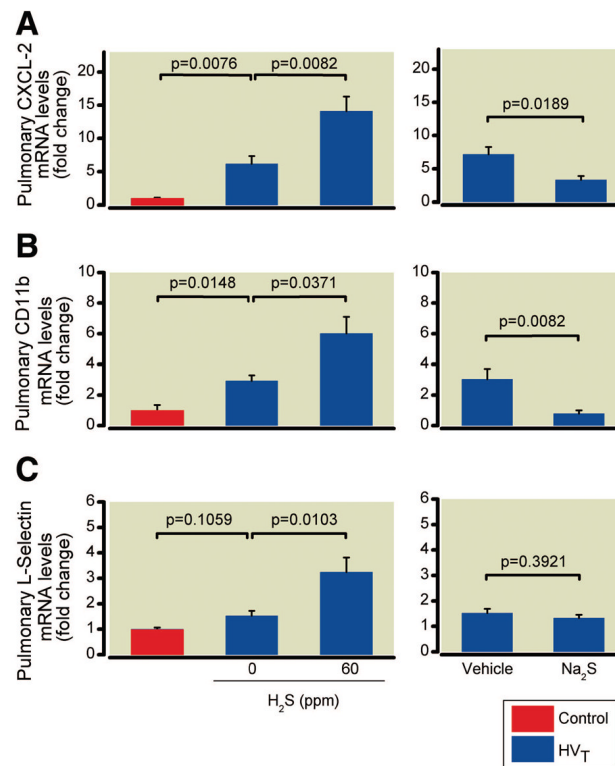 A
Pulmonary CXCL-2
mRNA levels
(fold change)
20
15
10
5
0
p=0.0076
p=0.0082
20
15
10
5
0
p=0.0189
B
Pulmonary CD11b
mRNA levels
(fold change)
10
8
6
4
2
0
p=0.0148
p=0.0371
10
8
6
4
2
0
p=0.0082
C
Pulmonary L-Selectin
mRNA levels
(fold change)
6
5
4
3
2
1
0
p=0.1059
p=0.0103
6
5
4
3
2
1
0
p=0.3921
0
60
H₂S (ppm)
Vehicle
Na₂S
Control
HV_T